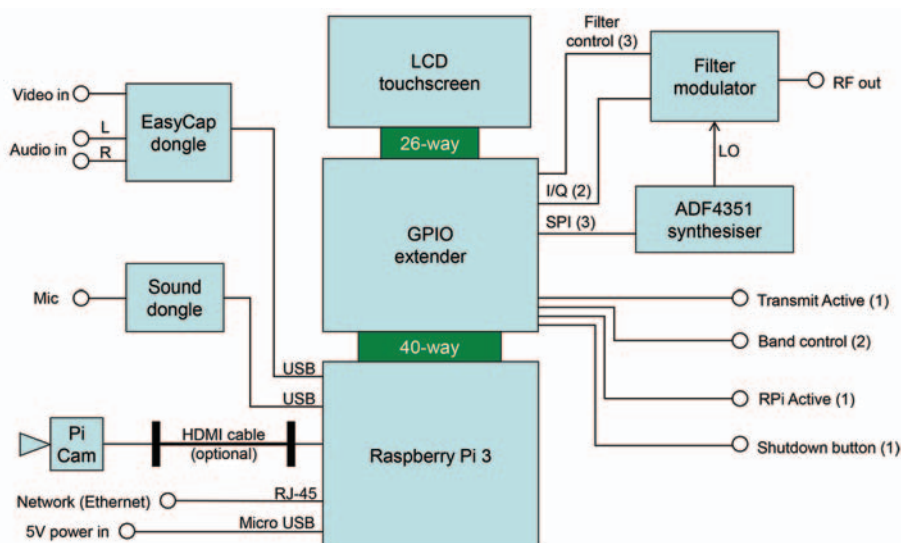 LCD
touchscreen
Filter
control (3)
Filter
modulator
RF out
Video in
L
Audio in
R
EasyCap
dongle
26-way
LO
I/Q (2)
SPI (3)
GPIO
extender
ADF4351
synthesiser
Mic
Sound
dongle
Transmit Active (1)
Band control (2)
40-way
USB
USB
RPi Active (1)
Pi
Cam
HDMI cable
(optional)
Raspberry Pi 3
Shutdown button (1)
Network (Ethernet)
RJ-45
5V power in
Micro USB